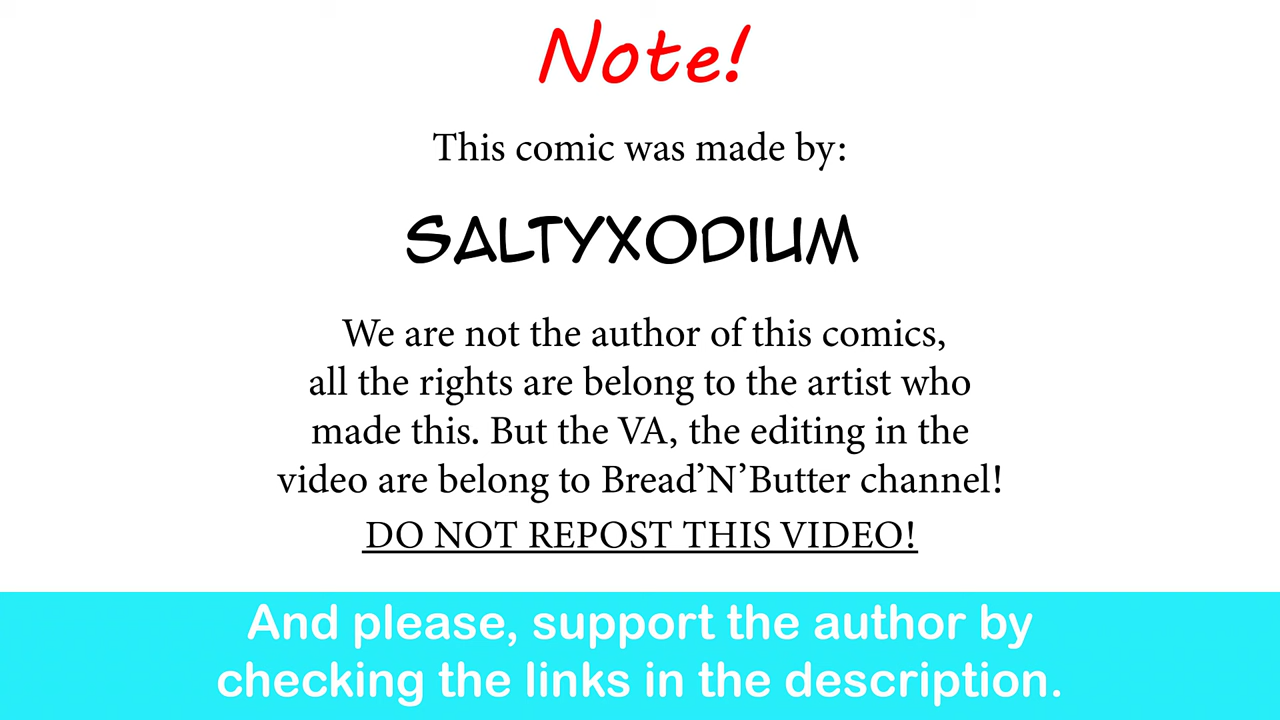 Note!
This comic was made by:
SALTYXODIUM
We are not the author of this comics,
all the rights are belong to the artist who
made this. But the VA, the editing in the
video are belong to Bread’N’Butter channel!
DO NOT REPOST THIS VIDEO!
And please, support the author by
checking the links in the description.